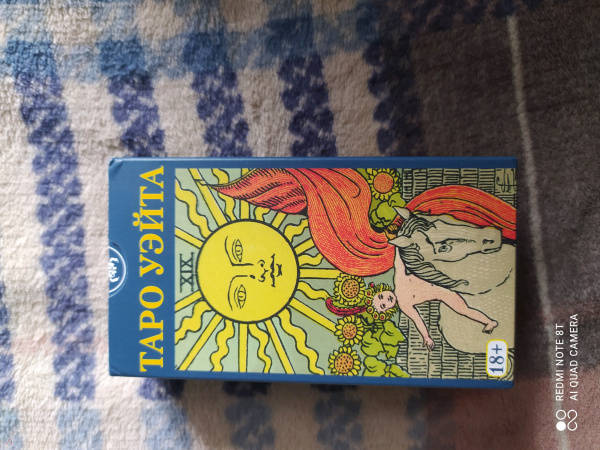 ТАРО УЭЙТА
XIX
18+
REDMI NOTE 8T
AI QUAD CAMERA